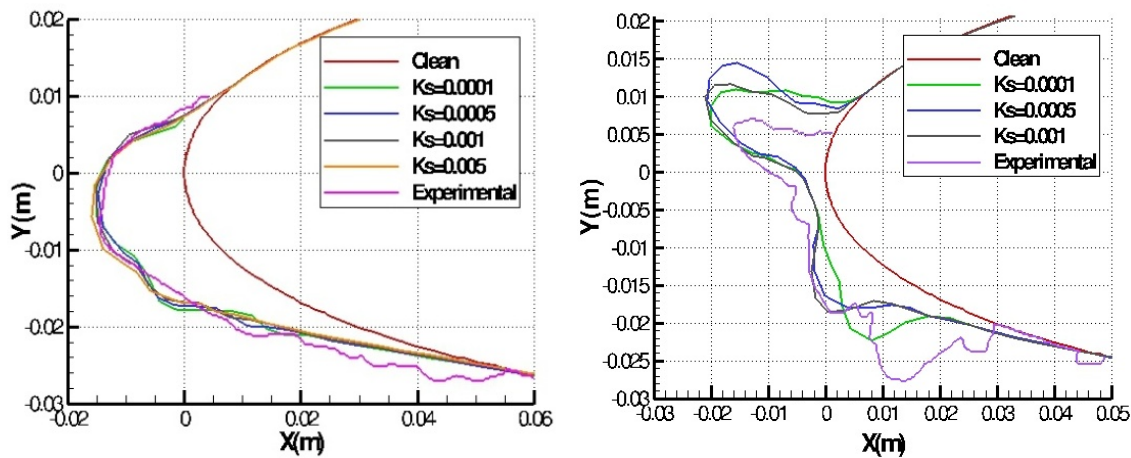 0.02
0.01
0
-0.01
-0.02
-0.03
Y(m)
-0.02
0
0.02
0.04
0.06
X(m)
Clean
Ks=0.0001
Ks=0.0005
Ks=0.001
Ks=0.005
Experimental
0.02
0.015
0.01
0.005
0
-0.005
-0.01
-0.015
-0.02
-0.025
-0.03
Y(m)
-0.03
-0.02
-0.01
0
0.01
0.02
0.03
0.04
0.05
X(m)
Clean
Ks=0.0001
Ks=0.0005
Ks=0.001
Experimental